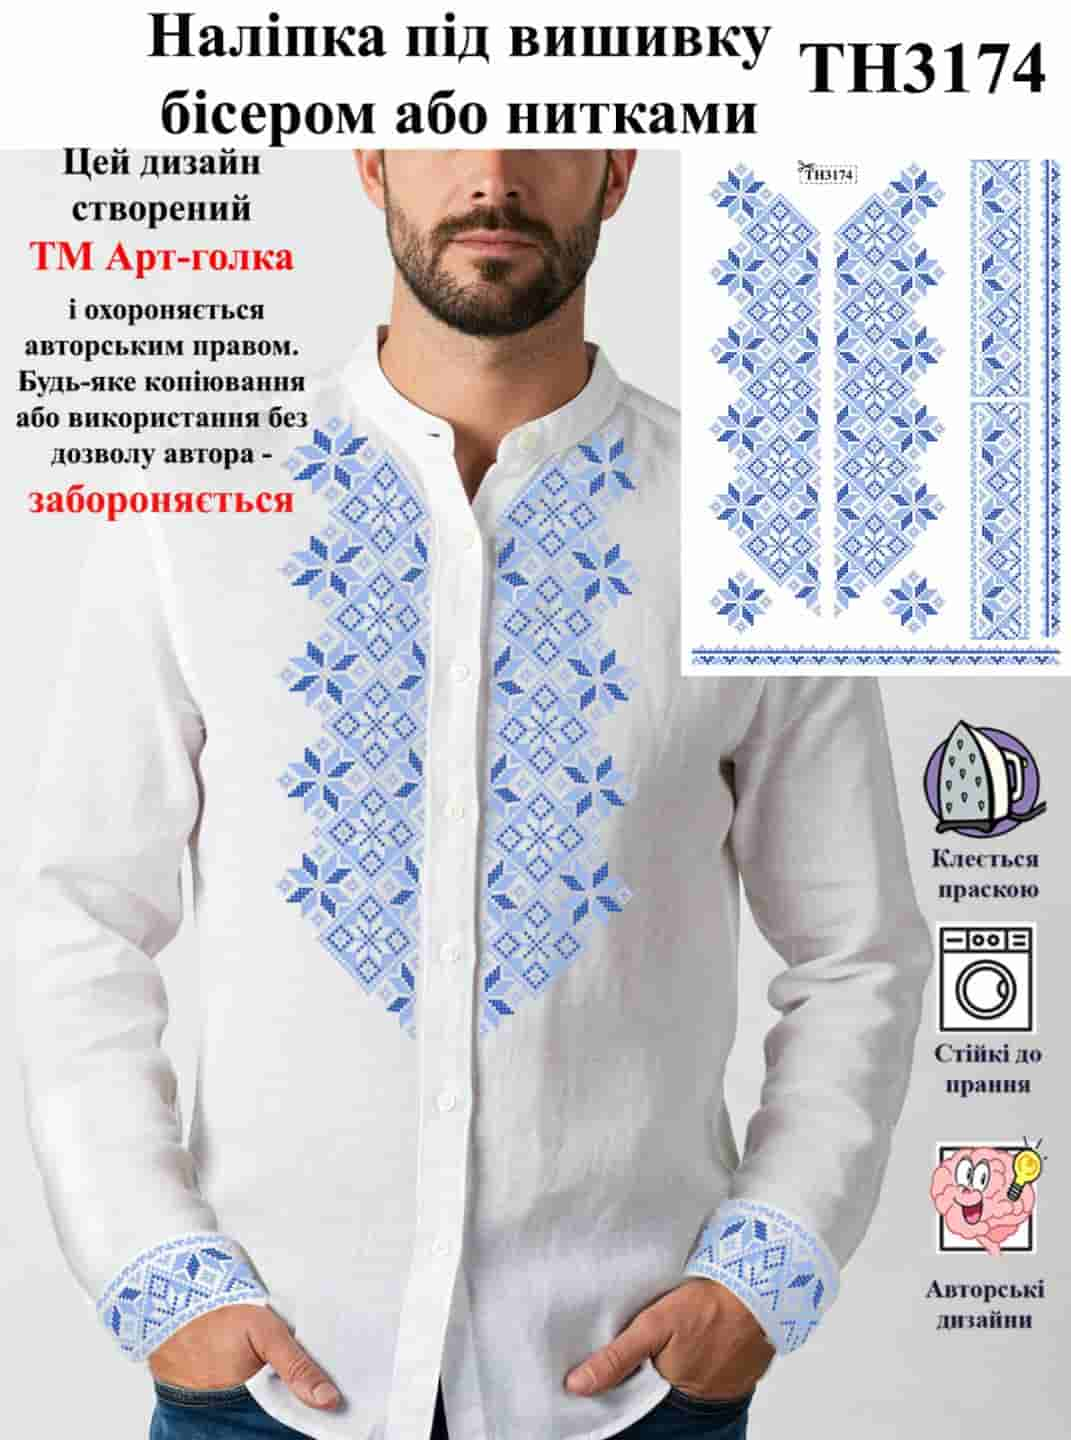 Наліпка під вишивку
бісером або нитками
ТН3174
Цей дизайн
створений
ТМ Арт-голка
і охороняється
авторським правом.
Будь-яке копіювання
або використання без
дозволу автора -
забороняється
ТН3174
Клеється
праскою
Стійкі до
прання
Авторські
дизайни